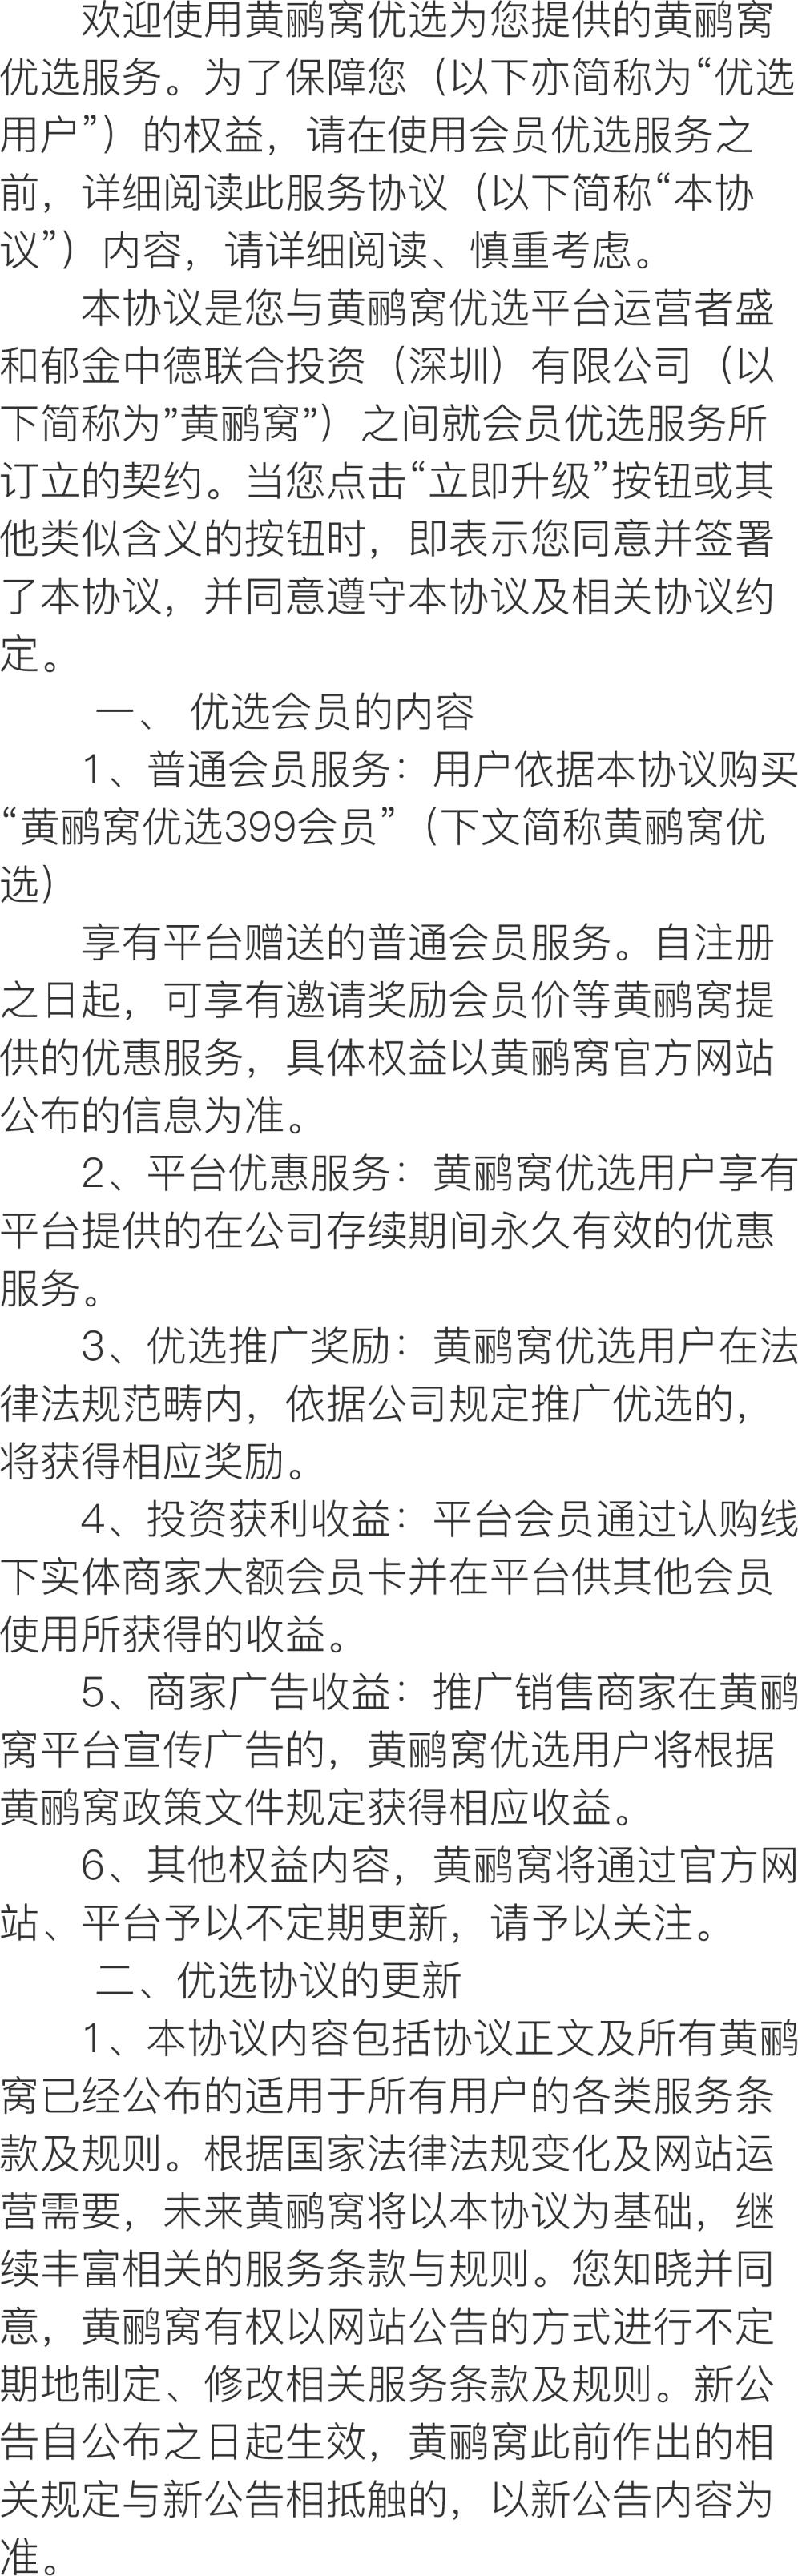 欢迎使用黄鹂窝优选为您提供的黄鹂窝
优选服务。为了保障您（以下亦简称为“优选
用户”）的权益，请在使用会员优选服务之
前，详细阅读此服务协议（以下简称“本协
议”）内容，请详细阅读、慎重考虑。
本协议是您与黄鹂窝优选平台运营者盛
和郁金中德联合投资（深圳）有限公司（以
下简称为”黄鹂窝”）之间就会员优选服务所
订立的契约。当您点击“立即升级”按钮或其
他类似含义的按钮时，即表示您同意并签署
了本协议，并同意遵守本协议及相关协议约
定。
一、 优选会员的内容
1、普通会员服务：用户依据本协议购买
“黄鹂窝优选399会员”（下文简称黄鹂窝优
选）
享有平台赠送的普通会员服务。自注册
之日起，可享有邀请奖励会员价等黄鹂窝提
供的优惠服务，具体权益以黄鹂窝官方网站
公布的信息为准。
2、平台优惠服务：黄鹂窝优选用户享有
平台提供的在公司存续期间永久有效的优惠
服务。
3、优选推广奖励：黄鹂窝优选用户在法
律法规范畴内，依据公司规定推广优选的，
将获得相应奖励。
4、投资获利收益：平台会员通过认购线
下实体商家大额会员卡并在平台供其他会员
使用所获得的收益。
5、商家广告收益：推广销售商家在黄鹂
窝平台宣传广告的，黄鹂窝优选用户将根据
黄鹂窝政策文件规定获得相应收益。
6、其他权益内容，黄鹂窝将通过官方网
站、平台予以不定期更新，请予以关注。
二、优选协议的更新
1、本协议内容包括协议正文及所有黄鹂
窝已经公布的适用于所有用户的各类服务条
款及规则。根据国家法律法规变化及网站运
营需要，未来黄鹂窝将以本协议为基础，继
续丰富相关的服务条款与规则。您知晓并同
意，黄鹂窝有权以网站公告的方式进行不定
期地制定、修改相关服务条款及规则。新公
告自公布之日起生效，黄鹂窝此前作出的相
关规定与新公告相抵触的，以新公告内容为
准。